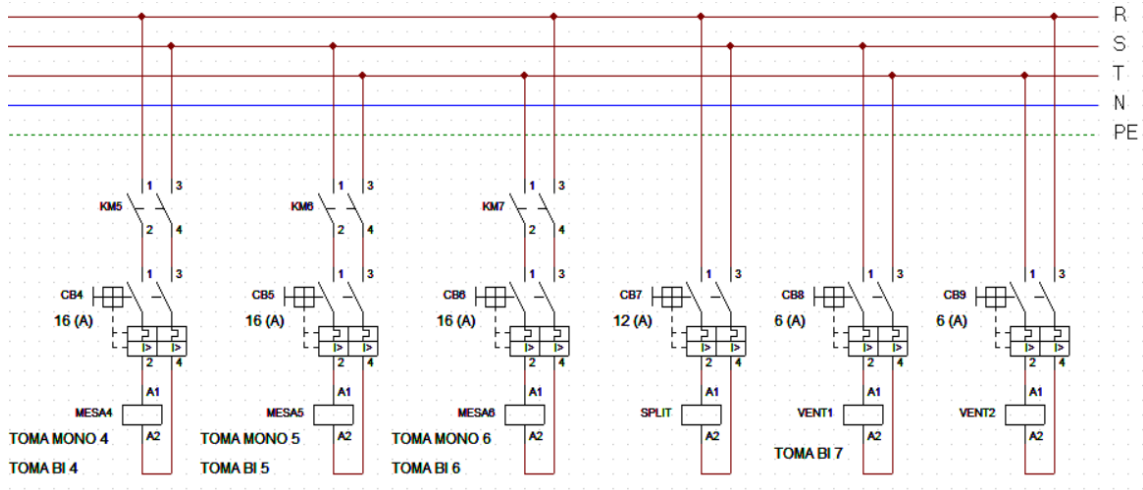 R
S
T
N
PE
1 3 1 3 1 3
KM5 KM6 KM7
2 4 2 4 2 4
1 3 1 3 1 3 1 3 1 3 1 3
CB4 CB5 CB6 CB7 CB8 CB9
16 (A) 16 (A) 16 (A) 12 (A) 6 (A) 6 (A)
I> I> I> I> I> I> I> I> I> I> I> I>
2 4 2 4 2 4 2 4 2 4 2 4
A1 A1 A1 A1 A1 A1
MESA4 MESA5 MESA6 SPLIT VENT1 VENT2
A2 A2 A2 A2 A2 A2
TOMA MONO 4 TOMA MONO 5 TOMA MONO 6
TOMA BI 7
TOMA BI 4 TOMA BI 5 TOMA BI 6